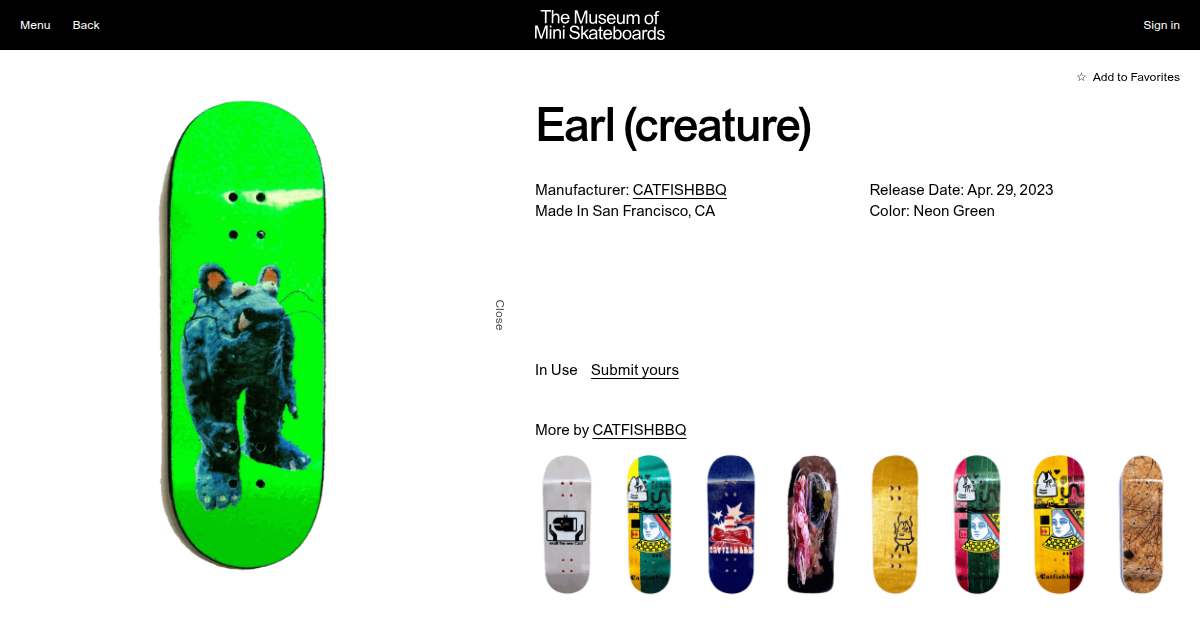 Menu
Back
The Museum of
Mini Skateboards
Sign in
☆ Add to Favorites
Earl (creature)
Manufacturer: CATFISHBBQ
Made In San Francisco, CA
Release Date: Apr. 29, 2023
Color: Neon Green
Close
In Use Submit yours
More by CATFISHBBQ